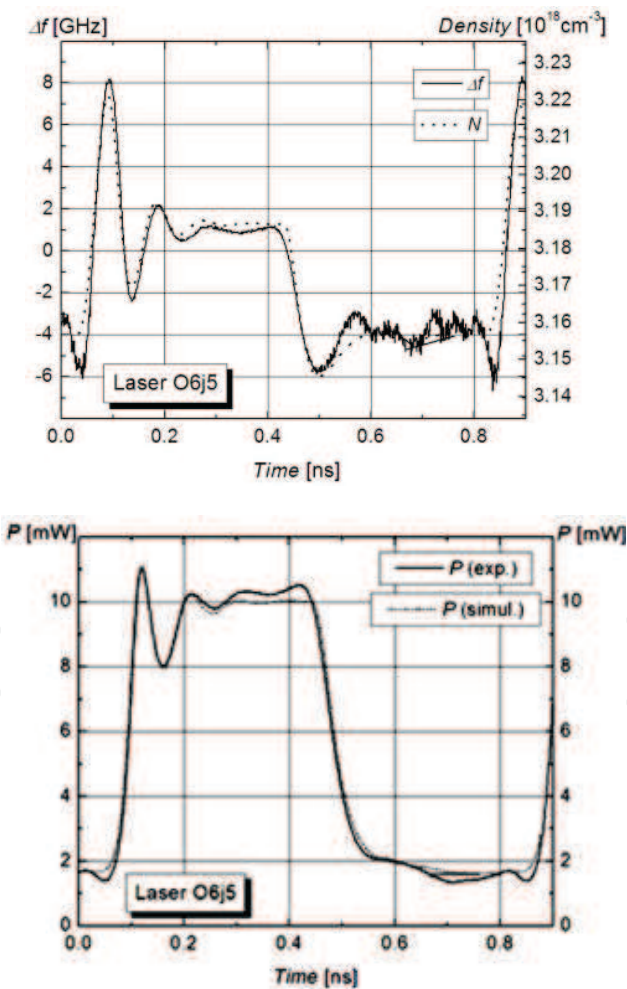 Δf [GHz] Density [10¹⁸cm⁻³]
3.23
8 Δf 3.22
6 N 3.21
4 3.20
2 3.19
0 3.18
-2 3.17
-4 3.16
-6 3.15
3.14
Laser O6j5
0.0 0.2 0.4 0.6 0.8
Time [ns]
P [mW] P [mW]
P (exp.)
10 P (simul.) 10
8 8
6 6
4 4
2 2
Laser O6j5
0 0
0.0 0.2 0.4 0.6 0.8
Time [ns]